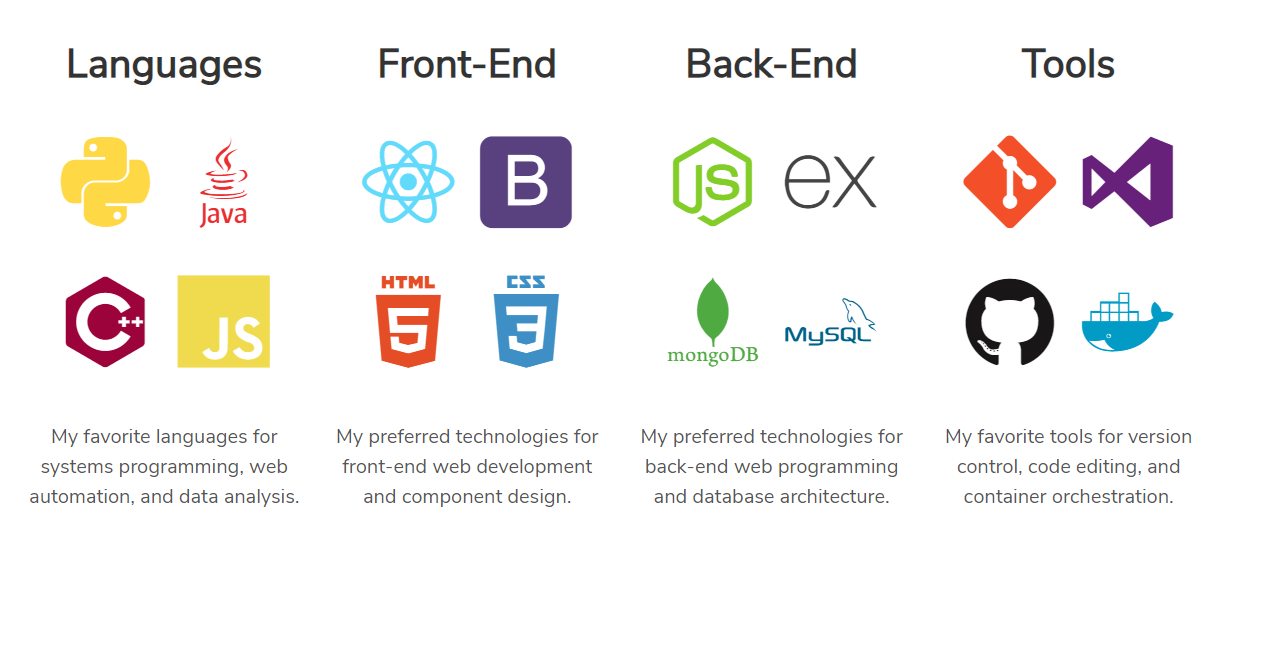 Languages
Front-End
Back-End
Tools
Java
B
JS
ex
C++
JS
HTML
5
CSS
3
mongoDB
MySQL
My favorite languages for
systems programming, web
automation, and data analysis.
My preferred technologies for
front-end web development
and component design.
My preferred technologies for
back-end web programming
and database architecture.
My favorite tools for version
control, code editing, and
container orchestration.